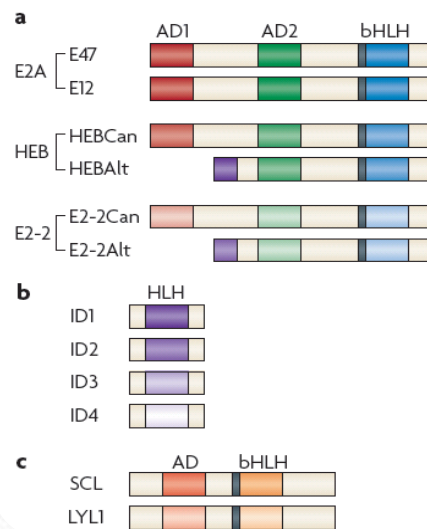 a
AD1 AD2 bHLH
E2A
E47
E12
HEB
HEBCan
HEBAlt
E2-2
E2-2Can
E2-2Alt
b
HLH
ID1
ID2
ID3
ID4
c
AD bHLH
SCL
LYL1